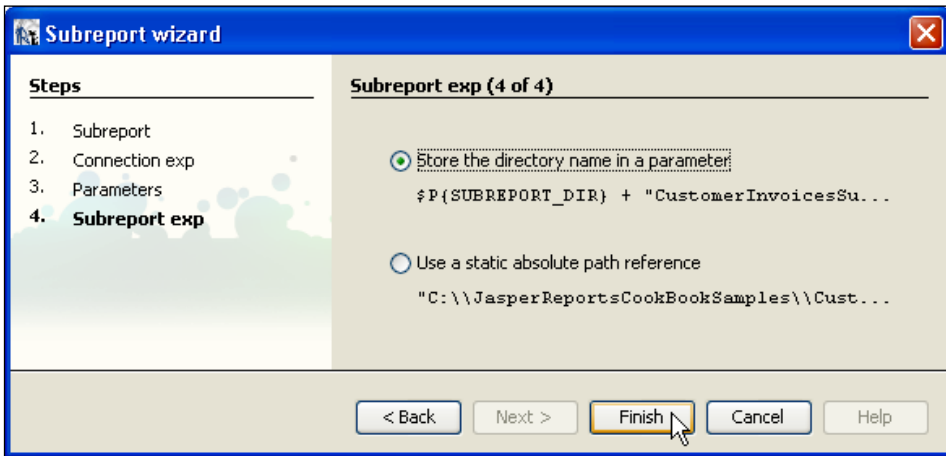 Subreport wizard
Steps
1. Subreport
2. Connection exp
3. Parameters
4. Subreport exp
Subreport exp (4 of 4)
Store the directory name in a parameter
$P{SUBREPORT_DIR} + "CustomerInvoicesSu...
Use a static absolute path reference
"C:\\JasperReportsCookBookSamples\\Cust...
< Back Next > Finish Cancel Help